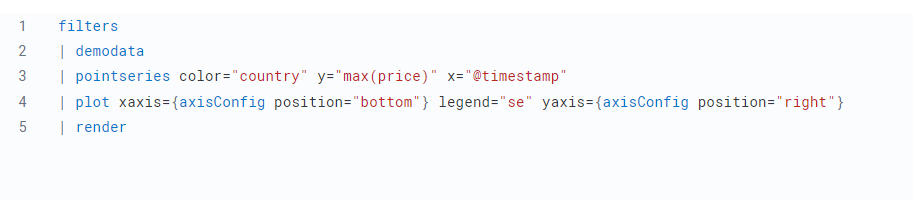 1 filters
2 | demodata
3 | pointseries color="country" y="max(price)" x="@timestamp"
4 | plot xaxis={axisConfig position="bottom"} legend="se" yaxis={axisConfig position="right"}
5 | render